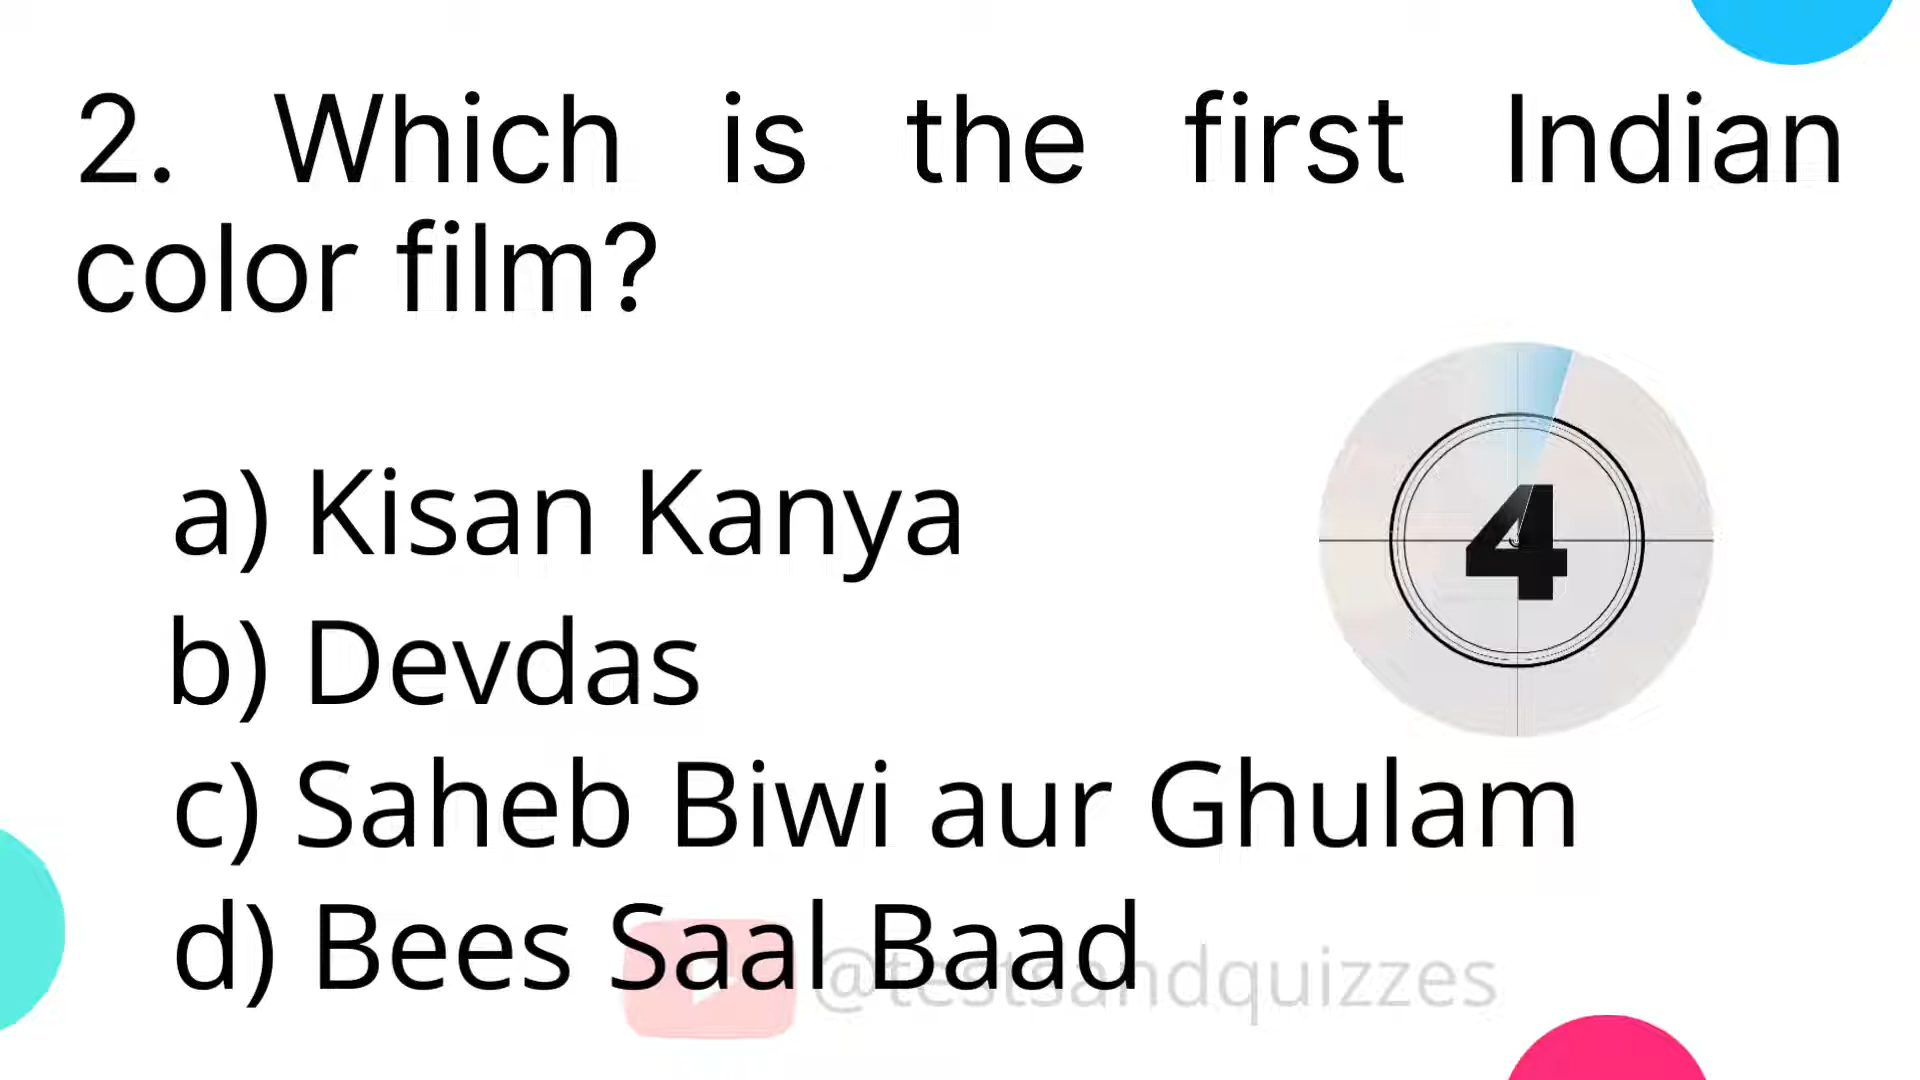 2. Which is the first Indian
color film?
4
a) Kisan Kanya
b) Devdas
c) Saheb Biwi aur Ghulam
d) Bees Saal Baad
@testsandquizzes